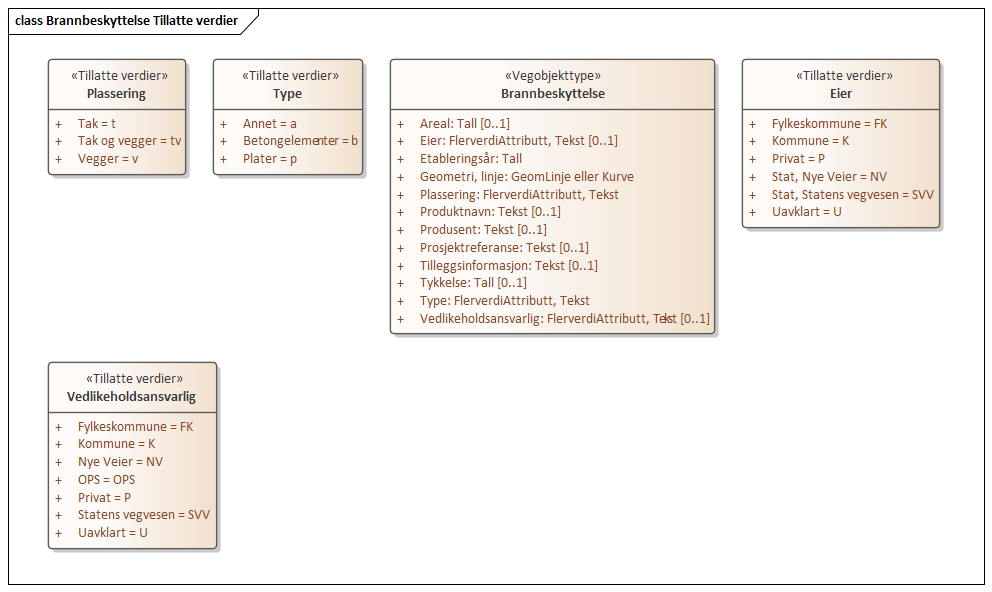 class Brannbeskyttelse Tillatte verdier
«Tillatte verdier»
Plassering
+ Tak = t
+ Tak og vegger = tv
+ Vegger = v
«Tillatte verdier»
Type
+ Annet = a
+ Betongelementer = b
+ Plater = p
«Vegobjekttype»
Brannbeskyttelse
+ Areal: Tall [0..1]
+ Eier: FlerverdiAttributt, Tekst [0..1]
+ Etableringsår: Tall
+ Geometri, linje: GeomLinje eller Kurve
+ Plassering: FlerverdiAttributt, Tekst
+ Produktnavn: Tekst [0..1]
+ Produsent: Tekst [0..1]
+ Prosjektreferanse: Tekst [0..1]
+ Tilleggsinformasjon: Tekst [0..1]
+ Tykkelse: Tall [0..1]
+ Type: FlerverdiAttributt, Tekst
+ Vedlikeholdsansvarlig: FlerverdiAttributt, Tekst [0..1]
«Tillatte verdier»
Eier
+ Fylkeskommune = FK
+ Kommune = K
+ Privat = P
+ Stat, Nye Veier = NV
+ Stat, Statens vegvesen = SVV
+ Uavklart = U
«Tillatte verdier»
Vedlikeholdsansvarlig
+ Fylkeskommune = FK
+ Kommune = K
+ Nye Veier = NV
+ OPS = OPS
+ Privat = P
+ Statens vegvesen = SVV
+ Uavklart = U